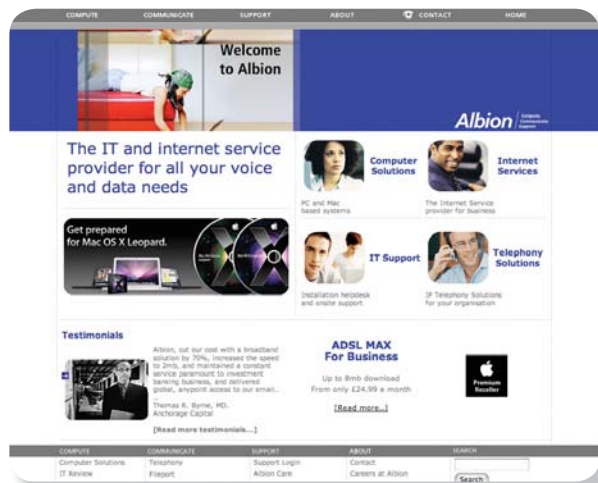 COMPUTE COMMUNICATE SUPPORT ABOUT CONTACT HOME
Welcome
to Albion
Albion Compute
Communicate
Support
The IT and internet service
provider for all your voice
and data needs
Computer
Solutions
PC and Mac
based systems
Internet
Services
The Internet Service
provider for business
Get prepared
for Mac OS X Leopard.
IT Support
Installation helpdesk
and onsite support
Telephony
Solutions
IP Telephony Solutions
for your organisation
Testimonials
Albion, cut our cost with a broadband
solution by 70%, increased the speed
to 2mb, and maintained a constant
service paramount to investment
banking business, and delivered
global, anypoint access to our email..
..
Thomas R. Byrne, MD.
Anchorage Capital
[Read more testimonials...]
ADSL MAX
For Business
Up to 8mb download
From only £24.99 a month
[Read more..]
Premium
Reseller
COMPUTE COMMUNICATE SUPPORT ABOUT SEARCH
Computer Solutions Telephony Support Login Contact
IT Review Fileport Albion Care Careers at Albion Search